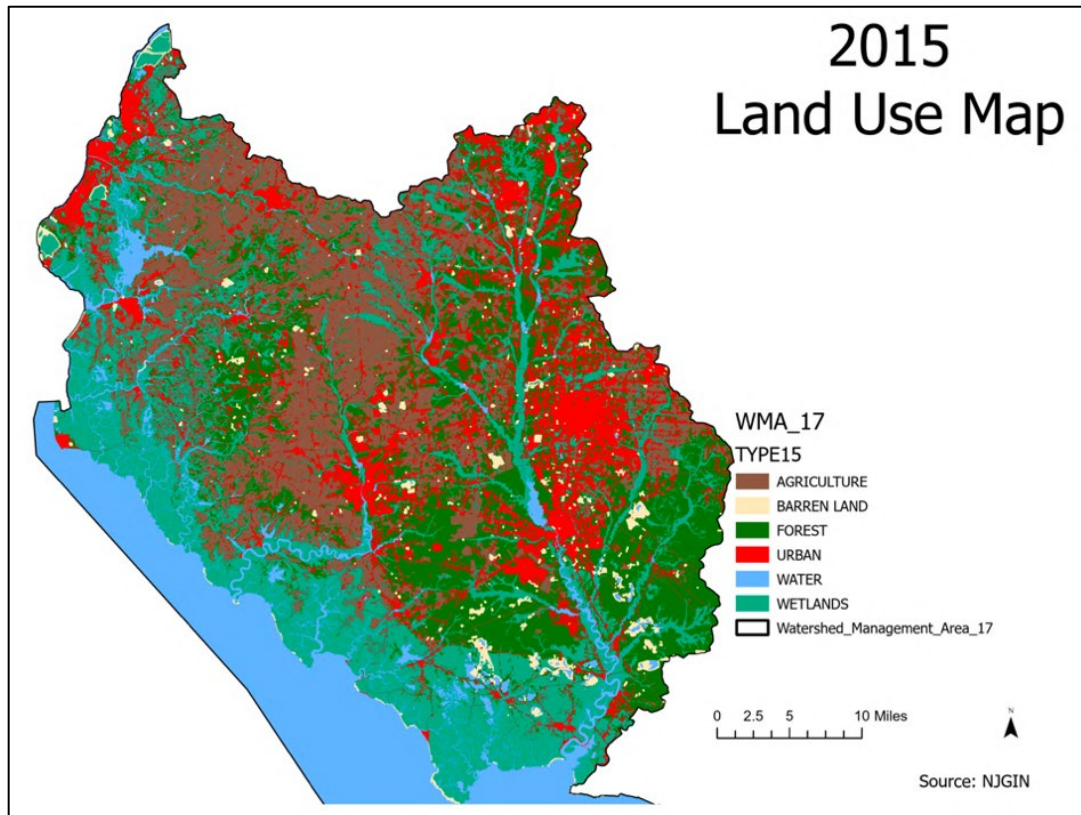 2015
Land Use Map
WMA_17
TYPE15
AGRICULTURE
BARREN LAND
FOREST
URBAN
WATER
WETLANDS
Watershed_Management_Area_17
0 2.5 5 10 Miles
N
Source: NJGIN